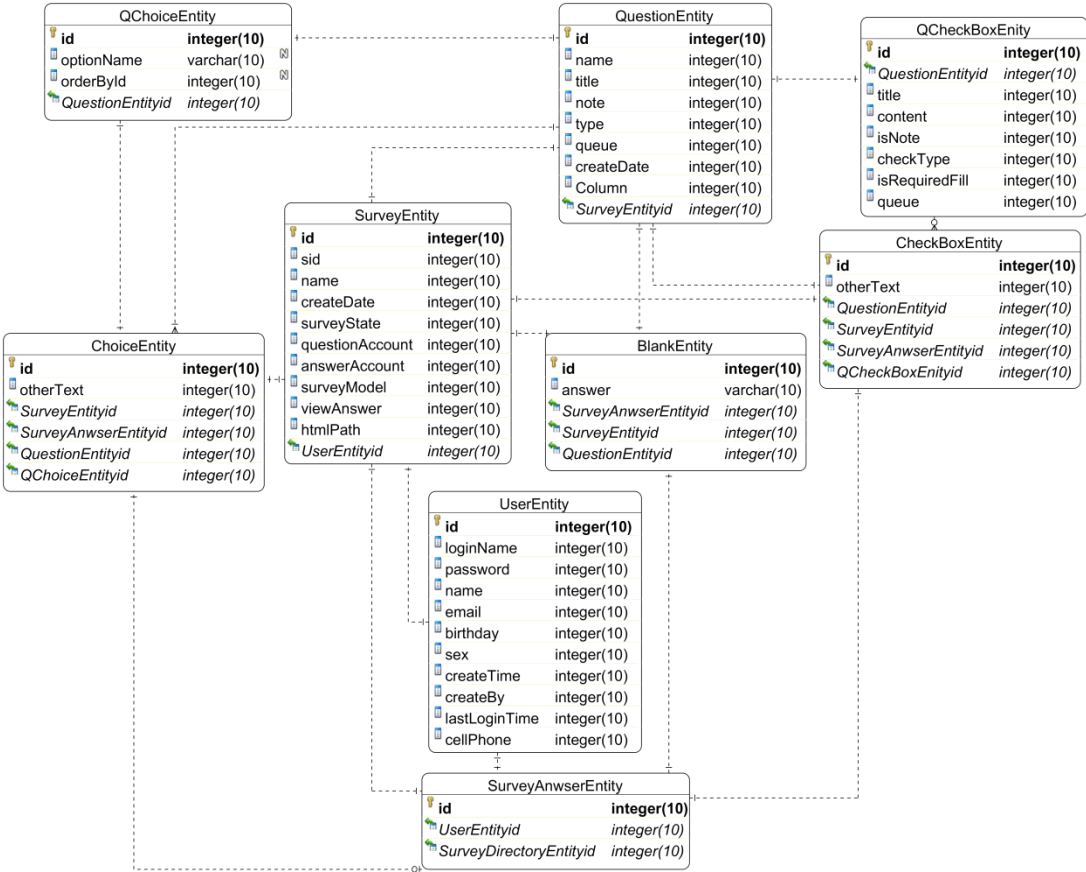 QChoiceEntity
id integer(10)
optionName varchar(10) N
orderById integer(10) N
QuestionEntityid integer(10)
QuestionEntity
id integer(10)
name integer(10)
title integer(10)
note integer(10)
type integer(10)
queue integer(10)
createDate integer(10)
Column integer(10)
SurveyEntityid integer(10)
QCheckBoxEnity
id integer(10)
QuestionEntityid integer(10)
title integer(10)
content integer(10)
isNote integer(10)
checkType integer(10)
isRequiredFill integer(10)
queue integer(10)
SurveyEntity
id integer(10)
sid integer(10)
name integer(10)
createDate integer(10)
surveyState integer(10)
questionAccount integer(10)
answerAccount integer(10)
surveyModel integer(10)
viewAnswer integer(10)
htmlPath integer(10)
UserEntityid integer(10)
CheckBoxEntity
id integer(10)
otherText integer(10)
QuestionEntityid integer(10)
SurveyEntityid integer(10)
SurveyAnwserEntityid integer(10)
QCheckBoxEnityid integer(10)
ChoiceEntity
id integer(10)
otherText integer(10)
SurveyEntityid integer(10)
SurveyAnwserEntityid integer(10)
QuestionEntityid integer(10)
QChoiceEntityid integer(10)
BlankEntity
id integer(10)
answer varchar(10)
SurveyAnwserEntityid integer(10)
SurveyEntityid integer(10)
QuestionEntityid integer(10)
UserEntity
id integer(10)
loginName integer(10)
password integer(10)
name integer(10)
email integer(10)
birthday integer(10)
sex integer(10)
createTime integer(10)
createBy integer(10)
lastLoginTime integer(10)
cellPhone integer(10)
SurveyAnwserEntity
id integer(10)
UserEntityid integer(10)
SurveyDirectoryEntityid integer(10)